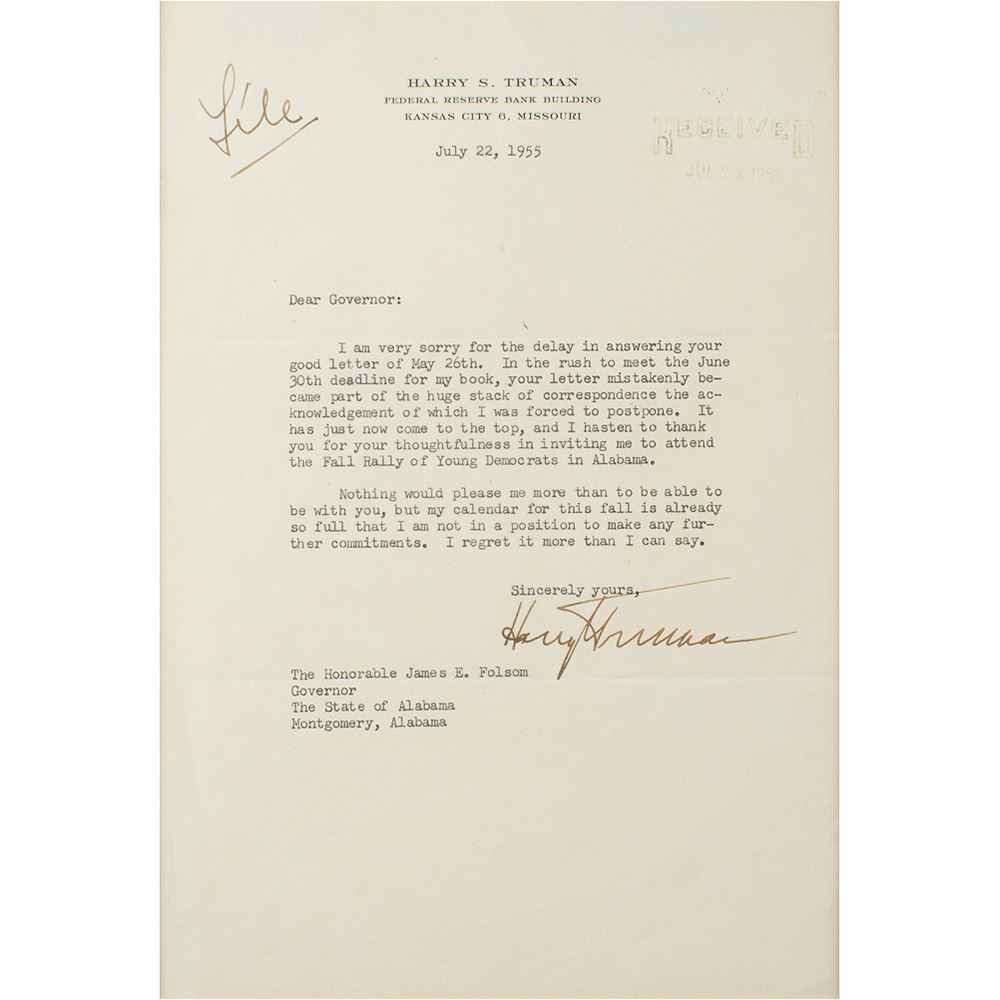 File
HARRY S. TRUMAN
FEDERAL RESERVE BANK BUILDING
KANSAS CITY 6, MISSOURI
July 22, 1955
RECEIVED
JUL 25 1955
Dear Governor:
I am very sorry for the delay in answering your
good letter of May 26th. In the rush to meet the June
30th deadline for my book, your letter mistakenly be-
came part of the huge stack of correspondence the ac-
knowledgement of which I was forced to postpone. It
has just now come to the top, and I hasten to thank
you for your thoughtfulness in inviting me to attend
the Fall Rally of Young Democrats in Alabama.
Nothing would please me more than to be able to
be with you, but my calendar for this fall is already
so full that I am not in a position to make any fur-
ther commitments. I regret it more than I can say.
Sincerely yours,
Harry Truman
The Honorable James E. Folsom
Governor
The State of Alabama
Montgomery, Alabama